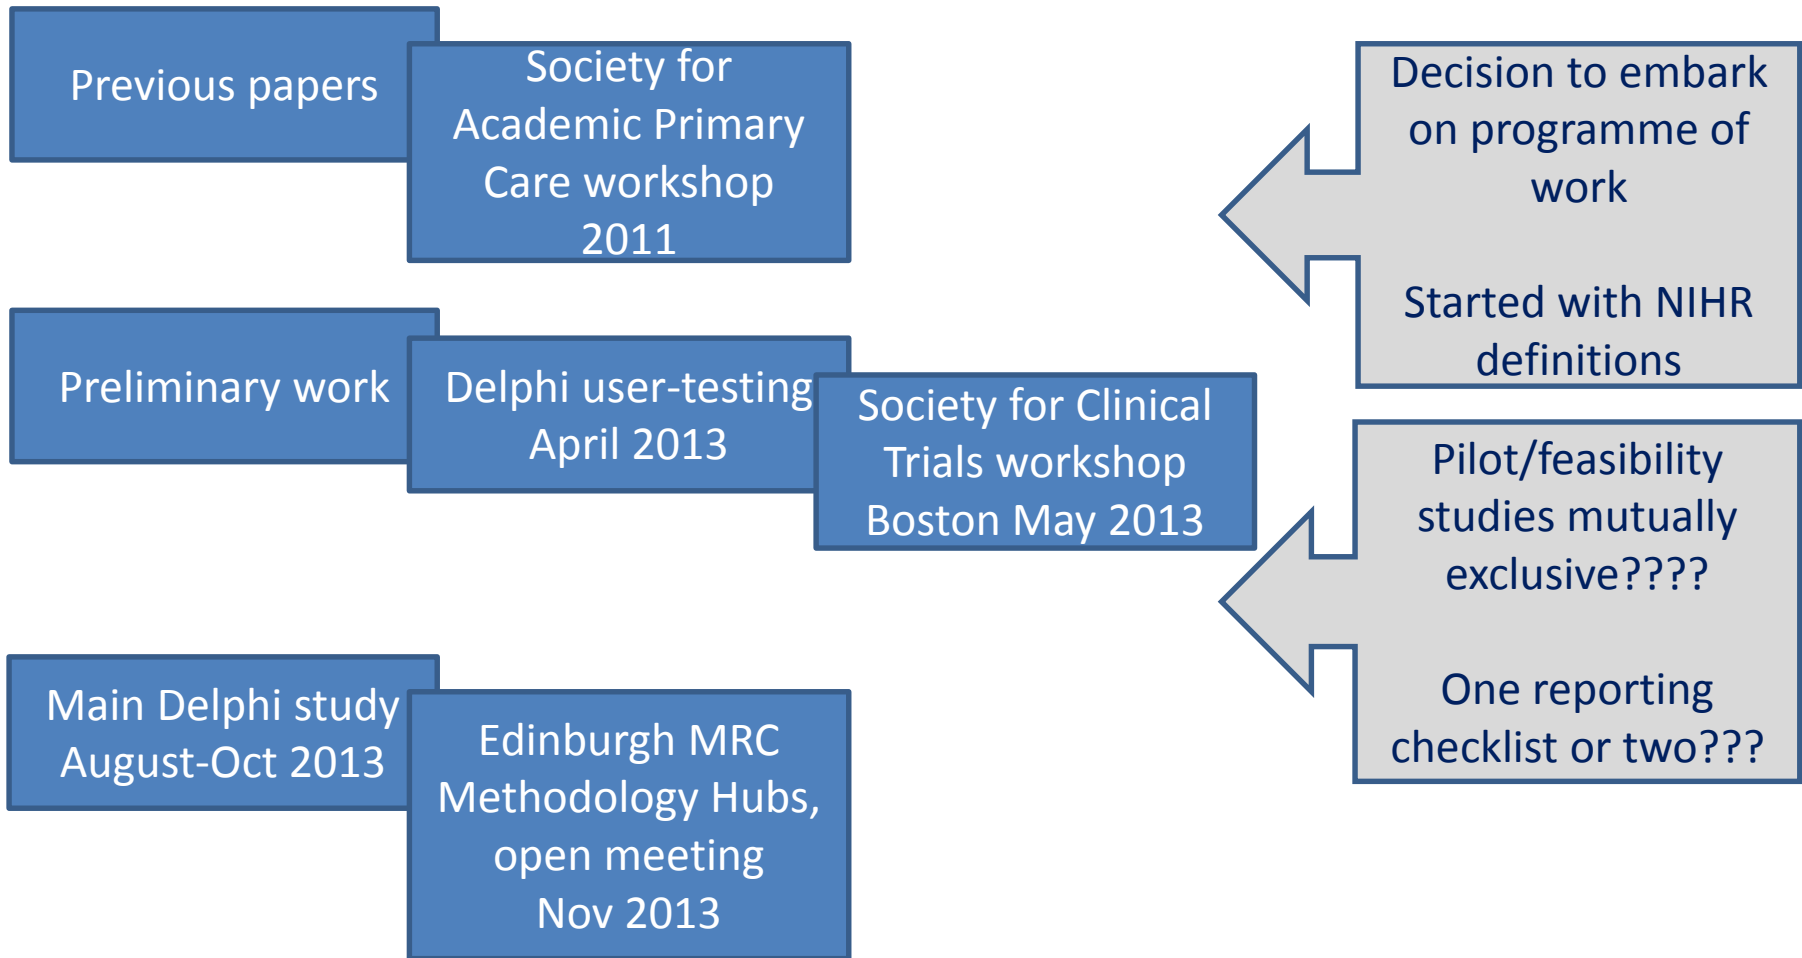 Previous papers
Society for
Academic Primary
Care workshop
2011
Decision to embark
on programme of
work
Started with NIHR
definitions
Preliminary work
Delphi user-testing
April 2013
Society for Clinical
Trials workshop
Boston May 2013
Pilot/feasibility
studies mutually
exclusive????
One reporting
checklist or two???
Main Delphi study
August-Oct 2013
Edinburgh MRC
Methodology Hubs,
open meeting
Nov 2013